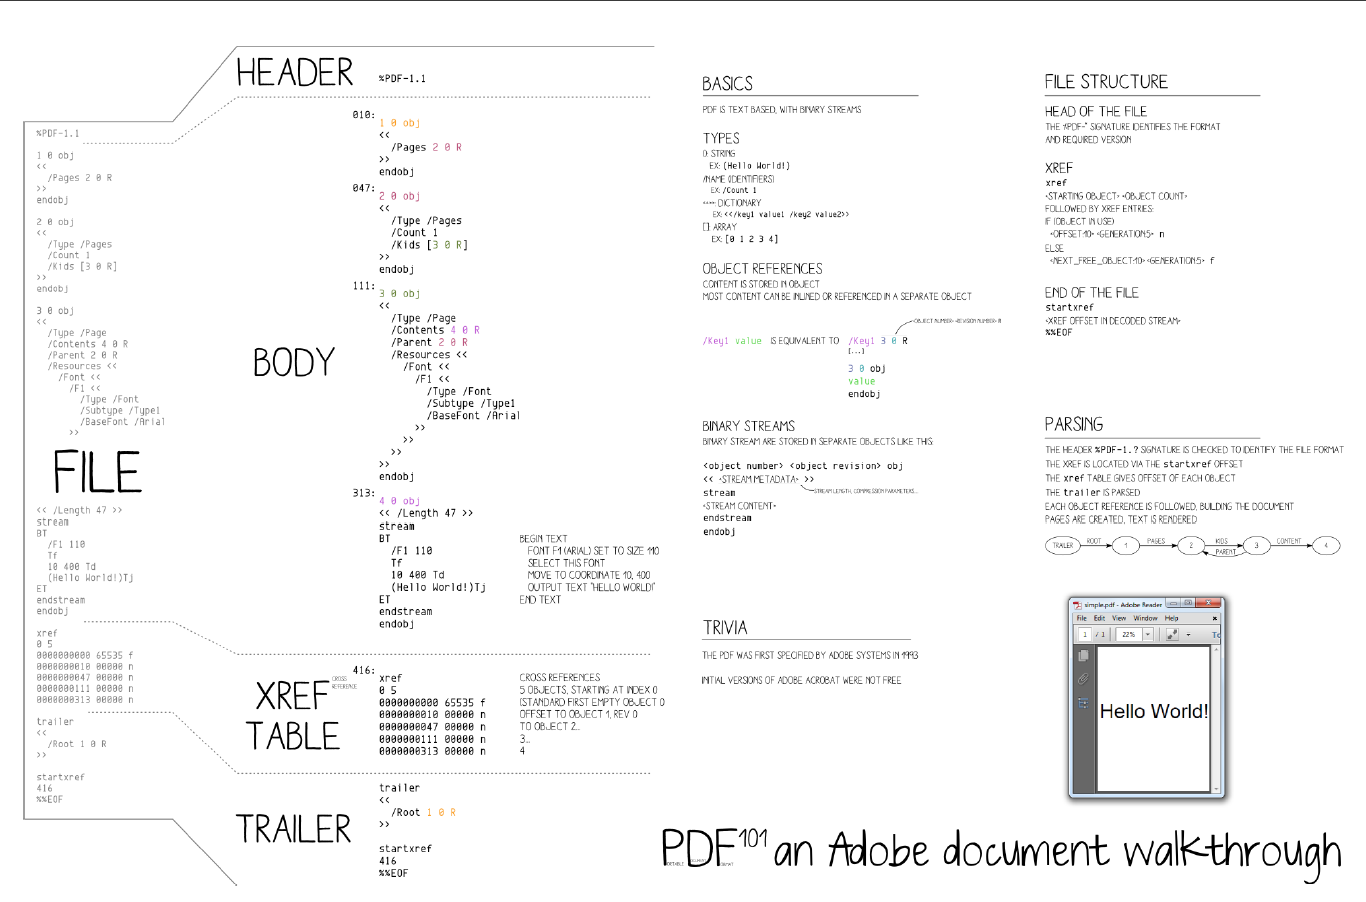 %PDF-1.1
1 0 obj
<<
/Pages 2 0 R
>>
endobj
2 0 obj
<<
/Type /Pages
/Count 1
/Kids [3 0 R]
>>
endobj
3 0 obj
<<
/Type /Page
/Contents 4 0 R
/Parent 2 0 R
/Resources <<
/Font <<
/F1 <<
/Type /Font
/Subtype /Type1
/BaseFont /Arial
>>
FILE
<< /Length 47 >>
stream
BT
/F1 110
Tf
10 400 Td
(Hello World!)Tj
ET
endstream
endobj
xref
0 5
0000000000 65535 f
0000000010 00000 n
0000000047 00000 n
0000000111 00000 n
0000000313 00000 n
trailer
<<
/Root 1 0 R
>>
startxref
416
%%EOF
HEADER
%PDF-1.1
BODY
010:
1 0 obj
<<
/Pages 2 0 R
>>
endobj
047:
2 0 obj
<<
/Type /Pages
/Count 1
/Kids [3 0 R]
>>
endobj
111:
3 0 obj
<<
/Type /Page
/Contents 4 0 R
/Parent 2 0 R
/Resources <<
/Font <<
/F1 <<
/Type /Font
/Subtype /Type1
/BaseFont /Arial
>>
>>
>>
>>
endobj
313:
4 0 obj
<< /Length 47 >>
stream
BT BEGIN TEXT
/F1 110 FONT F1 (ARIAL) SET TO SIZE 110
Tf SELECT THIS FONT
10 400 Td MOVE TO COORDINATE 10, 400
(Hello World!)Tj OUTPUT TEXT "HELLO WORLD!"
ET END TEXT
endstream
endobj
XREF TABLE
CROSS
REFERENCE
416:
xref CROSS REFERENCES
0 5 5 OBJECTS, STARTING AT INDEX 0
0000000000 65535 f (STANDARD FIRST EMPTY OBJECT 0
0000000010 00000 n OFFSET TO OBJECT 1, REV 0
0000000047 00000 n TO OBJECT 2...
0000000111 00000 n 3...
0000000313 00000 n 4
TRAILER
trailer
<<
/Root 1 0 R
>>
startxref
416
%%EOF
BASICS
PDF IS TEXT BASED, WITH BINARY STREAMS
TYPES
(): STRING
EX: (Hello World!)
/NAME (IDENTIFIERS)
EX: /Count 1
<<>>: DICTIONARY
EX: <</key1 value1 /key2 value2>>
[]: ARRAY
EX: [0 1 2 3 4]
OBJECT REFERENCES
CONTENT IS STORED IN OBJECT
MOST CONTENT CAN BE INLINED OR REFERENCED IN A SEPARATE OBJECT
<OBJECT NUMBER> <REVISION NUMBER> R
/Key1 value IS EQUIVALENT TO /Key1 3 0 R
[...]
3 0 obj
value
endobj
BINARY STREAMS
BINARY STREAM ARE STORED IN SEPARATE OBJECTS LIKE THIS:
<object number> <object revision> obj
<< <STREAM METADATA> >>
STREAM LENGTH, COMPRESSION PARAMETERS...
stream
<STREAM CONTENT>
endstream
endobj
TRIVIA
THE PDF WAS FIRST SPECIFIED BY ADOBE SYSTEMS IN 1993
INITIAL VERSIONS OF ADOBE ACROBAT WERE NOT FREE
FILE STRUCTURE
HEAD OF THE FILE
THE "%PDF-" SIGNATURE IDENTIFIES THE FORMAT
AND REQUIRED VERSION
XREF
xref
<STARTING OBJECT> <OBJECT COUNT>
FOLLOWED BY XREF ENTRIES:
IF (OBJECT IN USE)
<OFFSET:10> <GENERATION:5> n
ELSE
<NEXT_FREE_OBJECT:10> <GENERATION:5> f
END OF THE FILE
startxref
<XREF OFFSET IN DECODED STREAM>
%%EOF
PARSING
THE HEADER %PDF-1.? SIGNATURE IS CHECKED TO IDENTIFY THE FILE FORMAT
THE XREF IS LOCATED VIA THE startxref OFFSET
THE xref TABLE GIVES OFFSET OF EACH OBJECT
THE trailer IS PARSED
EACH OBJECT REFERENCE IS FOLLOWED, BUILDING THE DOCUMENT
PAGES ARE CREATED, TEXT IS RENDERED
TRAILER ROOT 1 PAGES 2 KIDS 3 CONTENT 4
PARENT
simple.pdf - Adobe Reader
File Edit View Window Help
1 / 1 22%
Hello World!
PDF101 an Adobe document walkthrough
PORTABLE DOCUMENT FORMAT